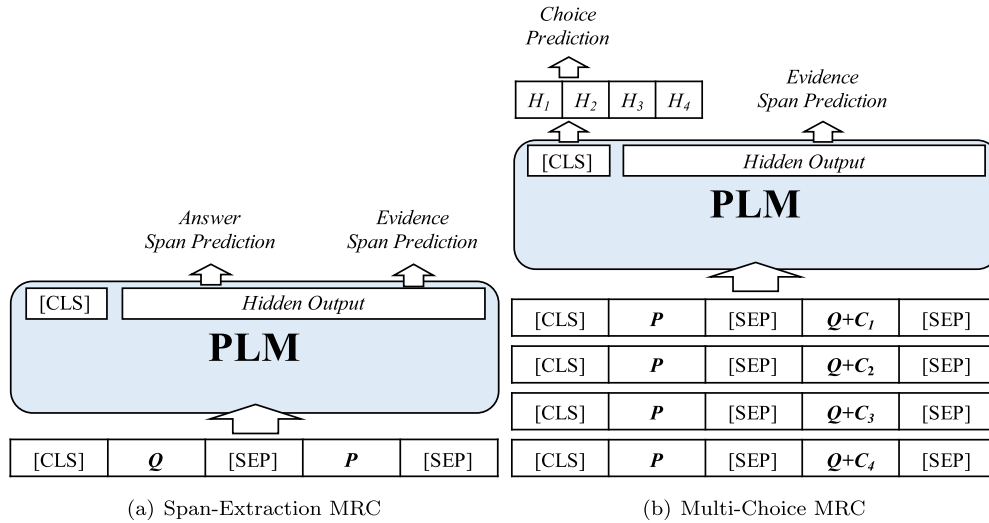 Answer
Span Prediction
Evidence
Span Prediction
[CLS]
Hidden Output
PLM
[CLS] Q [SEP] P [SEP]
(a) Span-Extraction MRC
Choice
Prediction
H1 H2 H3 H4
Evidence
Span Prediction
[CLS]
Hidden Output
PLM
[CLS] P [SEP] Q+C1 [SEP]
[CLS] P [SEP] Q+C2 [SEP]
[CLS] P [SEP] Q+C3 [SEP]
[CLS] P [SEP] Q+C4 [SEP]
(b) Multi-Choice MRC